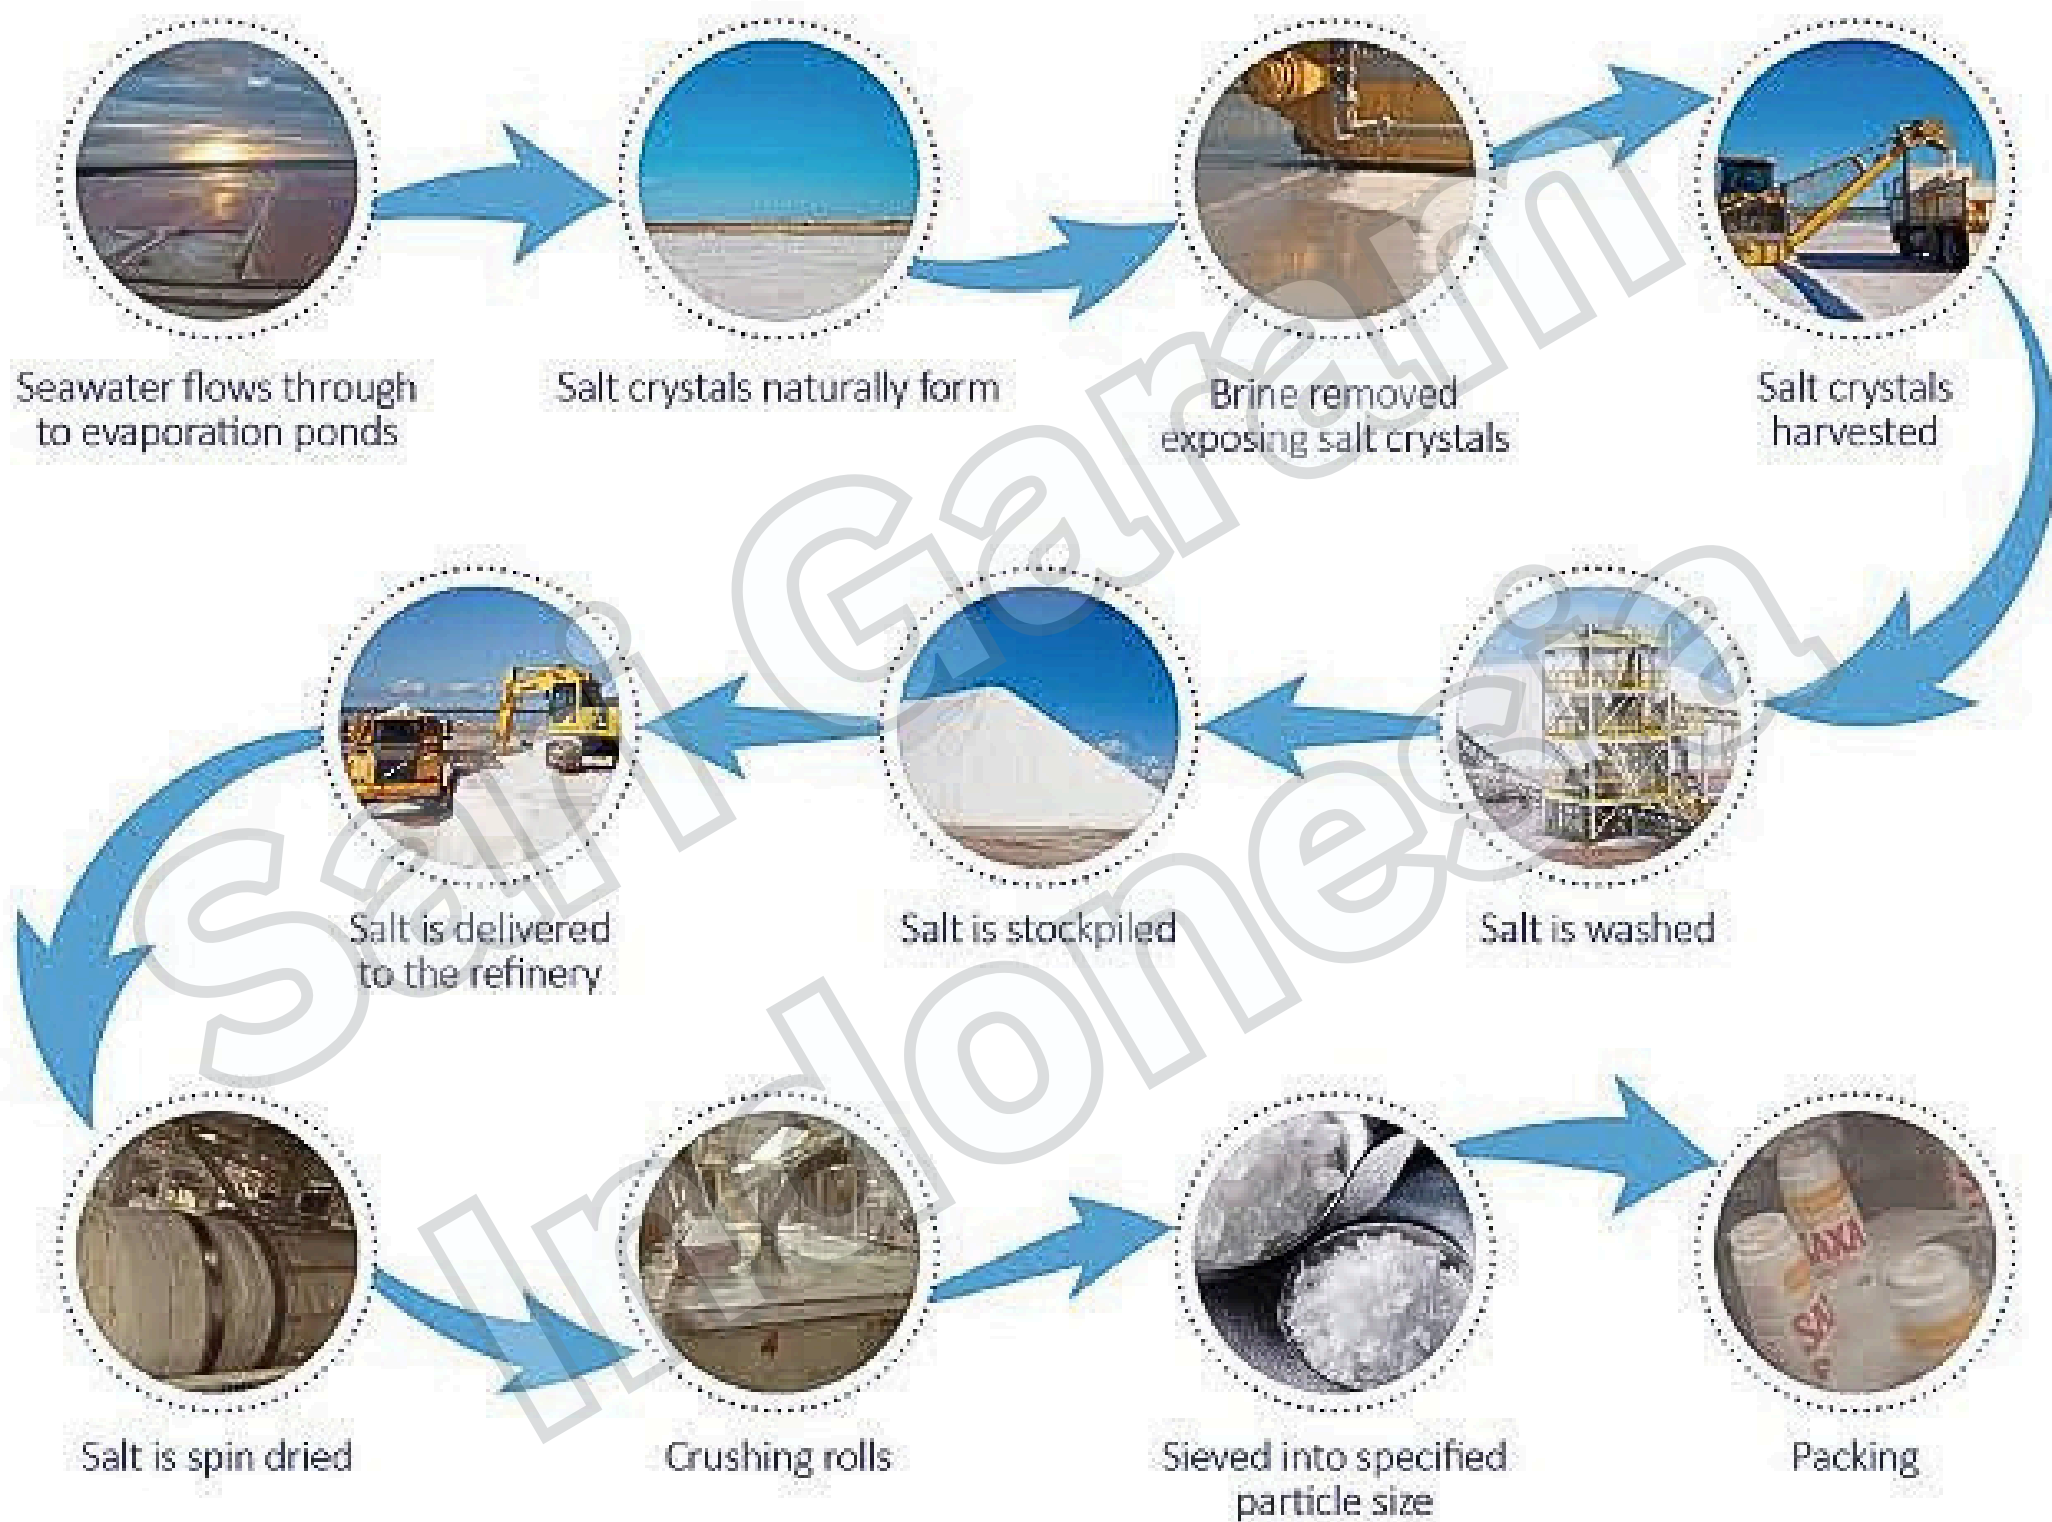 Seawater flows through
to evaporation ponds
Salt crystals naturally form
Brine removed
exposing salt crystals
Salt crystals
harvested
Salt is delivered
to the refinery
Salt is stockpiled
Salt is washed
Salt is spin dried
Crushing rolls
Sieved into specified
particle size
Packing
Sari Garam
Indonesia